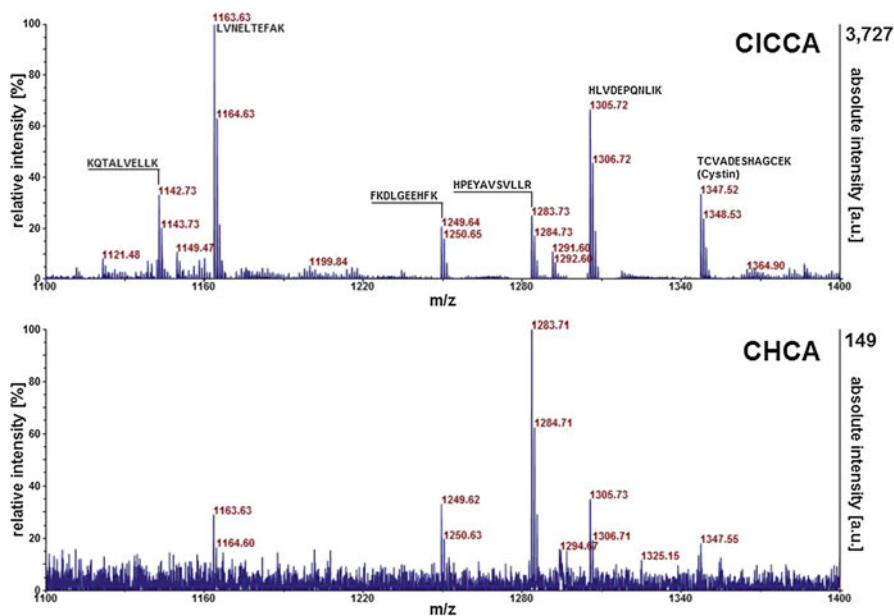 CICCA
3,727
relative intensity [%]
absolute intensity [a.u.]
100
80
60
40
20
0
1163.63
LVNELTEFAK
1164.63
KQTALVELLK
1142.73
1143.73
1149.47
1121.48
1199.84
FKDLGEEHFK
1249.64
1250.65
HPEYAVSVLLR
1283.73
1284.73
1291.60
1292.60
HLVDEPQNLIK
1305.72
1306.72
TCVADESHAGCEK
(Cystin)
1347.52
1348.53
1364.90
1100 1160 1220 1280 1340 1400
m/z
CHCA
149
relative intensity [%]
absolute intensity [a.u.]
100
80
60
40
20
0
1283.71
1284.71
1163.63
1164.60
1249.62
1250.63
1294.67
1305.73
1306.71
1325.15
1347.55
1100 1160 1220 1280 1340 1400
m/z